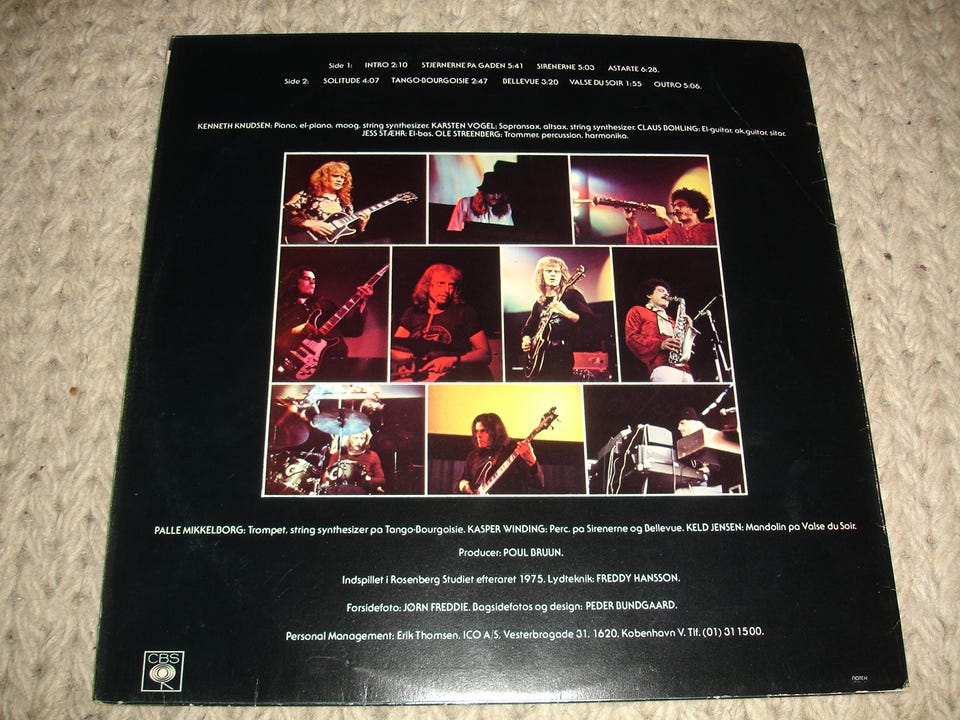 Side 1: INTRO 2:10 STJERNERNE PA GADEN 5:41 SIRENERNE 5:03 ASTARTE 6:28.
Side 2: SOLITUDE 4:07 TANGO-BOURGOISIE 2:47 BELLEVUE 3:20 VALSE DU SOIR 1:55 OUTRO 5:06.
KENNETH KNUDSEN: Piano, el-piano, moog, string synthesizer. KARSTEN VOGEL: Sopransax, altsax, string synthesizer. CLAUS BØHLING: El-guitar, ak.guitar, sitar.
JESS STÆHR: El-bas. OLE STREENBERG: Trommer, percussion, harmonika.
PALLE MIKKELBORG: Trompet, string synthesizer pa Tango-Bourgoisie. KASPER WINDING: Perc. pa Sirenerne og Bellevue. KELD JENSEN: Mandolin pa Valse du Soir.
Producer: POUL BRUUN.
Indspillet i Rosenberg Studiet efteraret 1975. Lydteknik: FREDDY HANSSON.
Forsidefoto: JØRN FREDDIE. Bagsidefotos og design: PEDER BUNDGAARD.
Personal Management: Erik Thomsen, ICO A/S, Vesterbrogade 31, 1620, Kobenhavn V. Tlf. (01) 31 15 00.
CBS